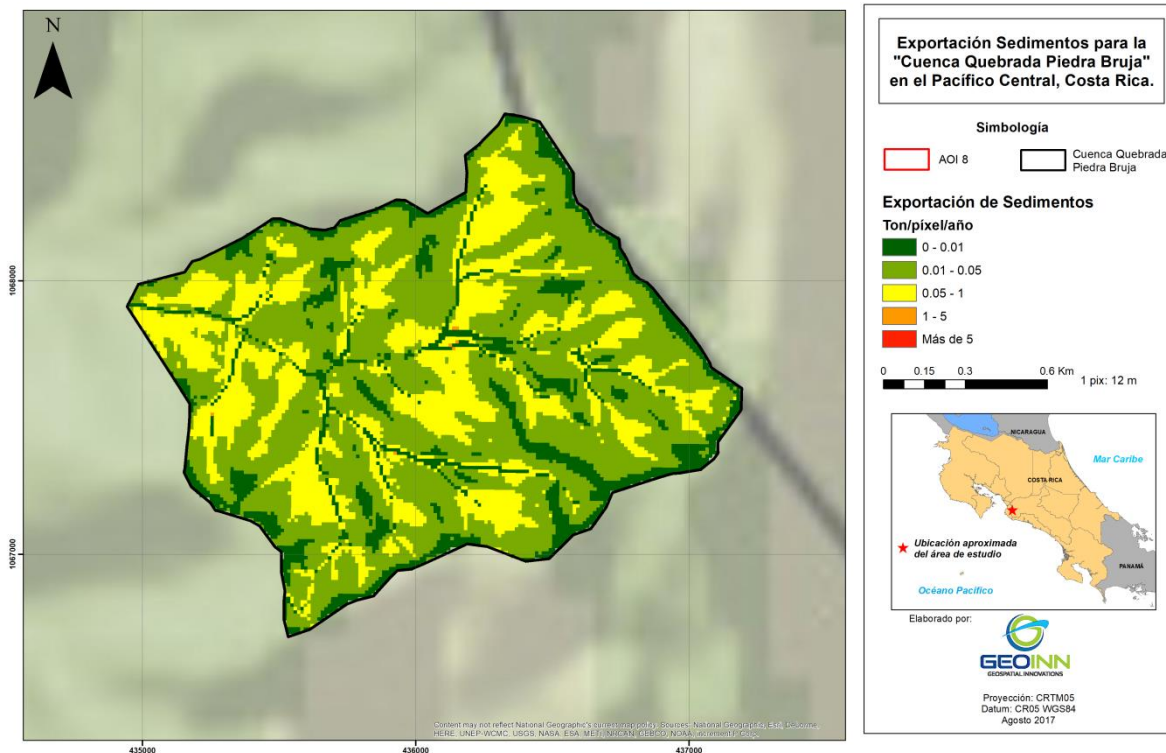 N
1068000
1067000
435000
436000
437000
Content may not reflect National Geographic's current map policy. Sources: National Geographic, Esri, DeLorme,
HERE, UNEP-WCMC, USGS, NASA, ESA, METI, NRCAN, GEBCO, NOAA, increment P Corp.
Exportación Sedimentos para la
"Cuenca Quebrada Piedra Bruja"
en el Pacífico Central, Costa Rica.
Simbología
AOI 8
Cuenca Quebrada
Piedra Bruja
Exportación de Sedimentos
Ton/píxel/año
0 - 0.01
0.01 - 0.05
0.05 - 1
1 - 5
Más de 5
0 0.15 0.3 0.6 Km
1 pix: 12 m
NICARAGUA
Mar Caribe
COSTA RICA
Ubicación aproximada
del área de estudio
PANAMÁ
Océano Pacífico
Elaborado por:
GEOINN
GEOSPATIAL INNOVATIONS
Proyección: CRTM05
Datum: CR05 WGS84
Agosto 2017